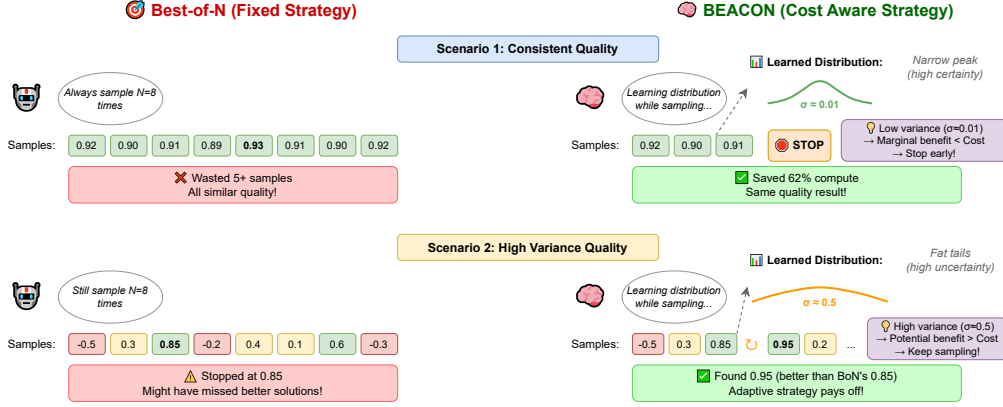 Best-of-N (Fixed Strategy)
BEACON (Cost Aware Strategy)
Scenario 1: Consistent Quality
Always sample N=8
times
Samples: 0.92 0.90 0.91 0.89 0.93 0.91 0.90 0.92
Wasted 5+ samples
All similar quality!
Learning distribution
while sampling...
Learned Distribution:
σ ≈ 0.01
Narrow peak
(high certainty)
Samples: 0.92 0.90 0.91 STOP
Low variance (σ≈0.01)
→ Marginal benefit < Cost
→ Stop early!
Saved 62% compute
Same quality result!
Scenario 2: High Variance Quality
Still sample N=8
times
Samples: -0.5 0.3 0.85 -0.2 0.4 0.1 0.6 -0.3
Stopped at 0.85
Might have missed better solutions!
Learning distribution
while sampling...
Learned Distribution:
σ ≈ 0.5
Fat tails
(high uncertainty)
Samples: -0.5 0.3 0.85 ↻ 0.95 0.2 ...
High variance (σ≈0.5)
→ Potential benefit > Cost
→ Keep sampling!
Found 0.95 (better than BoN's 0.85)
Adaptive strategy pays off!